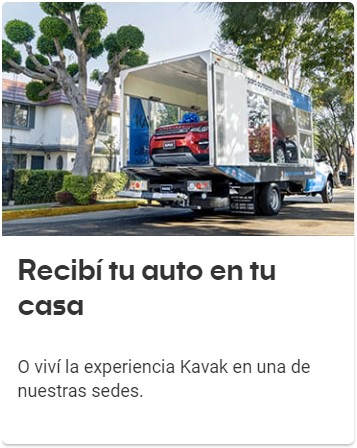 Recibí tu auto en tu
casa
O viví la experiencia Kavak en una de
nuestras sedes.